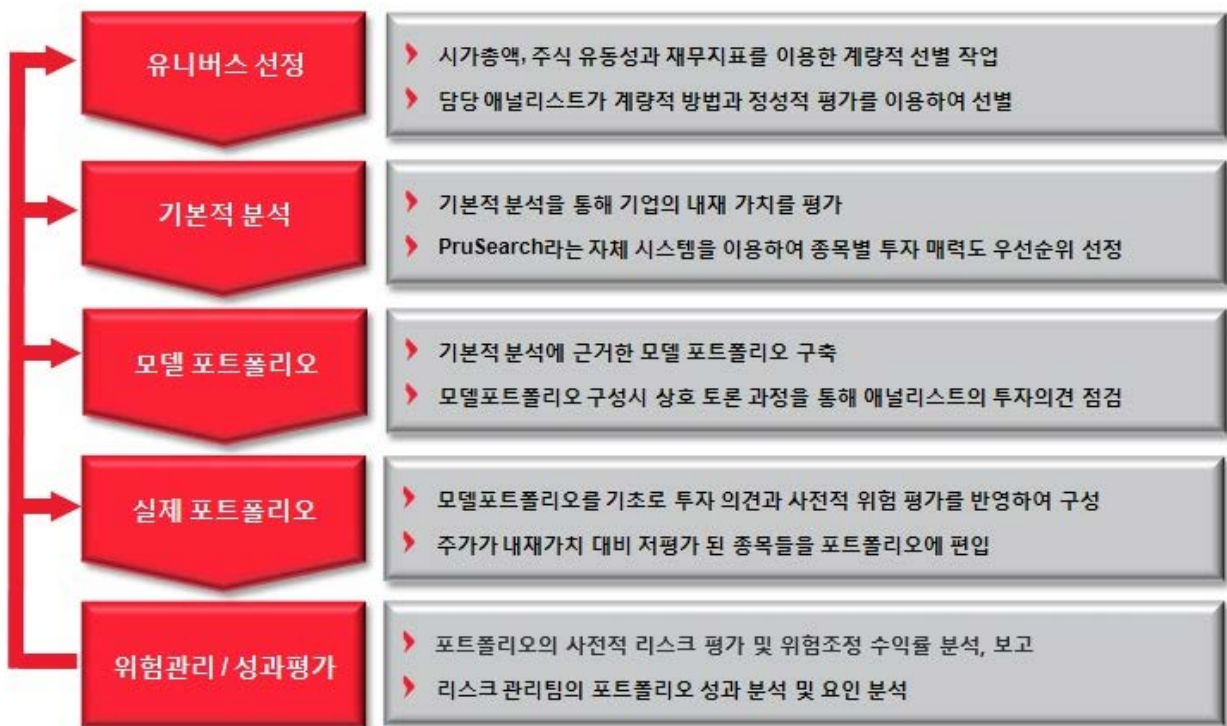 유니버스 선정
시가총액, 주식 유동성과 재무지표를 이용한 계량적 선별 작업
담당 애널리스트가 계량적 방법과 정성적 평가를 이용하여 선별
기본적 분석
기본적 분석을 통해 기업의 내재 가치를 평가
PruSearch라는 자체 시스템을 이용하여 종목별 투자 매력도 우선순위 선정
모델 포트폴리오
기본적 분석에 근거한 모델 포트폴리오 구축
모델포트폴리오 구성시 상호 토론 과정을 통해 애널리스트의 투자의견 점검
실제 포트폴리오
모델포트폴리오를 기초로 투자 의견과 사전적 위험 평가를 반영하여 구성
주가가 내재가치 대비 저평가 된 종목들을 포트폴리오에 편입
위험관리 / 성과평가
포트폴리오의 사전적 리스크 평가 및 위험조정 수익률 분석, 보고
리스크 관리팀의 포트폴리오 성과 분석 및 요인 분석